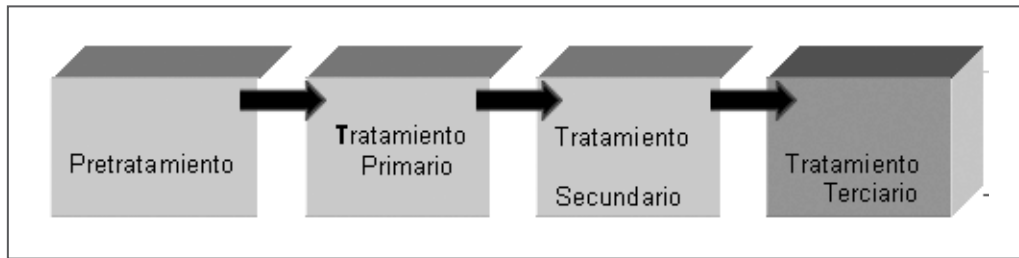 Pretratamiento
Tratamiento
Primario
Tratamiento
Secundario
Tratamiento
Terciario